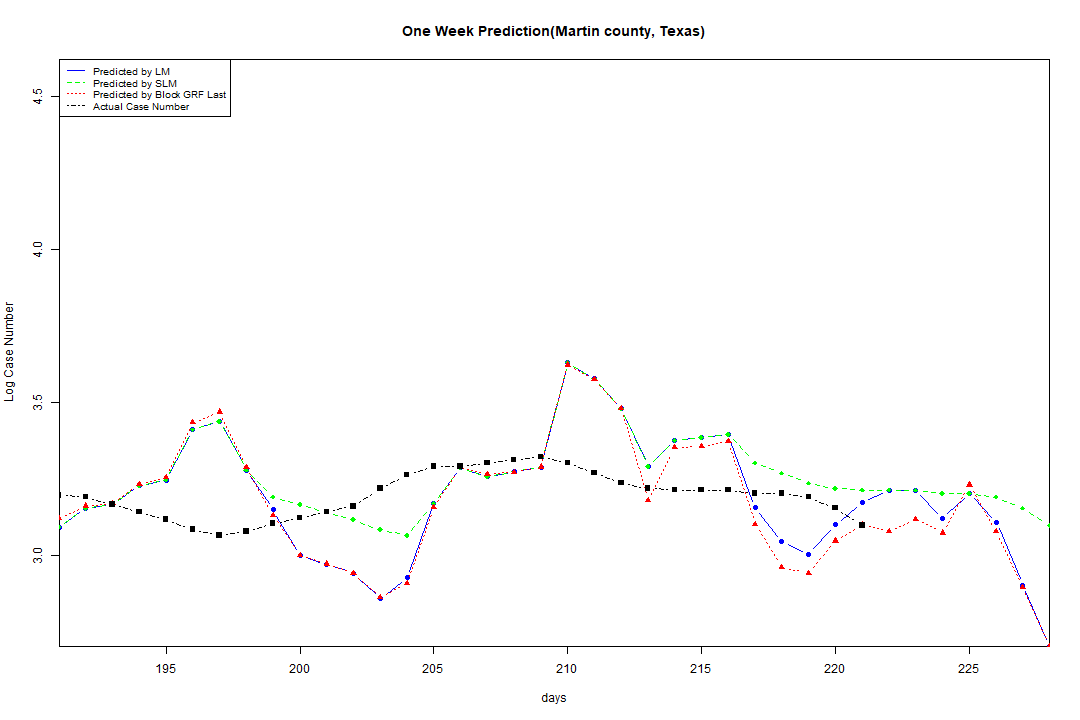 One Week Prediction(Martin county, Texas)
Predicted by LM
Predicted by SLM
Predicted by Block GRF Last
Actual Case Number
4.5
4.0
3.5
3.0
Log Case Number
195 200 205 210 215 220 225
days